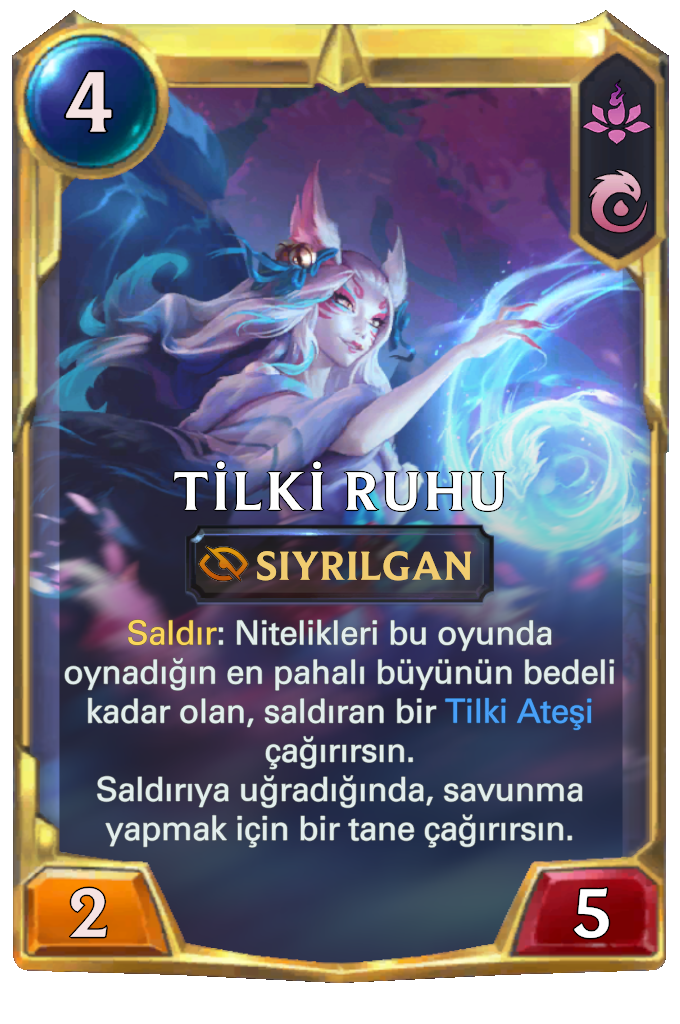 4
TİLKİ RUHU
SIYRILGAN
Saldır: Nitelikleri bu oyunda
oynadığın en pahalı büyünün bedeli
kadar olan, saldıran bir Tilki Ateşi
çağırırsın.
Saldırıya uğradığında, savunma
yapmak için bir tane çağırırsın.
2
5